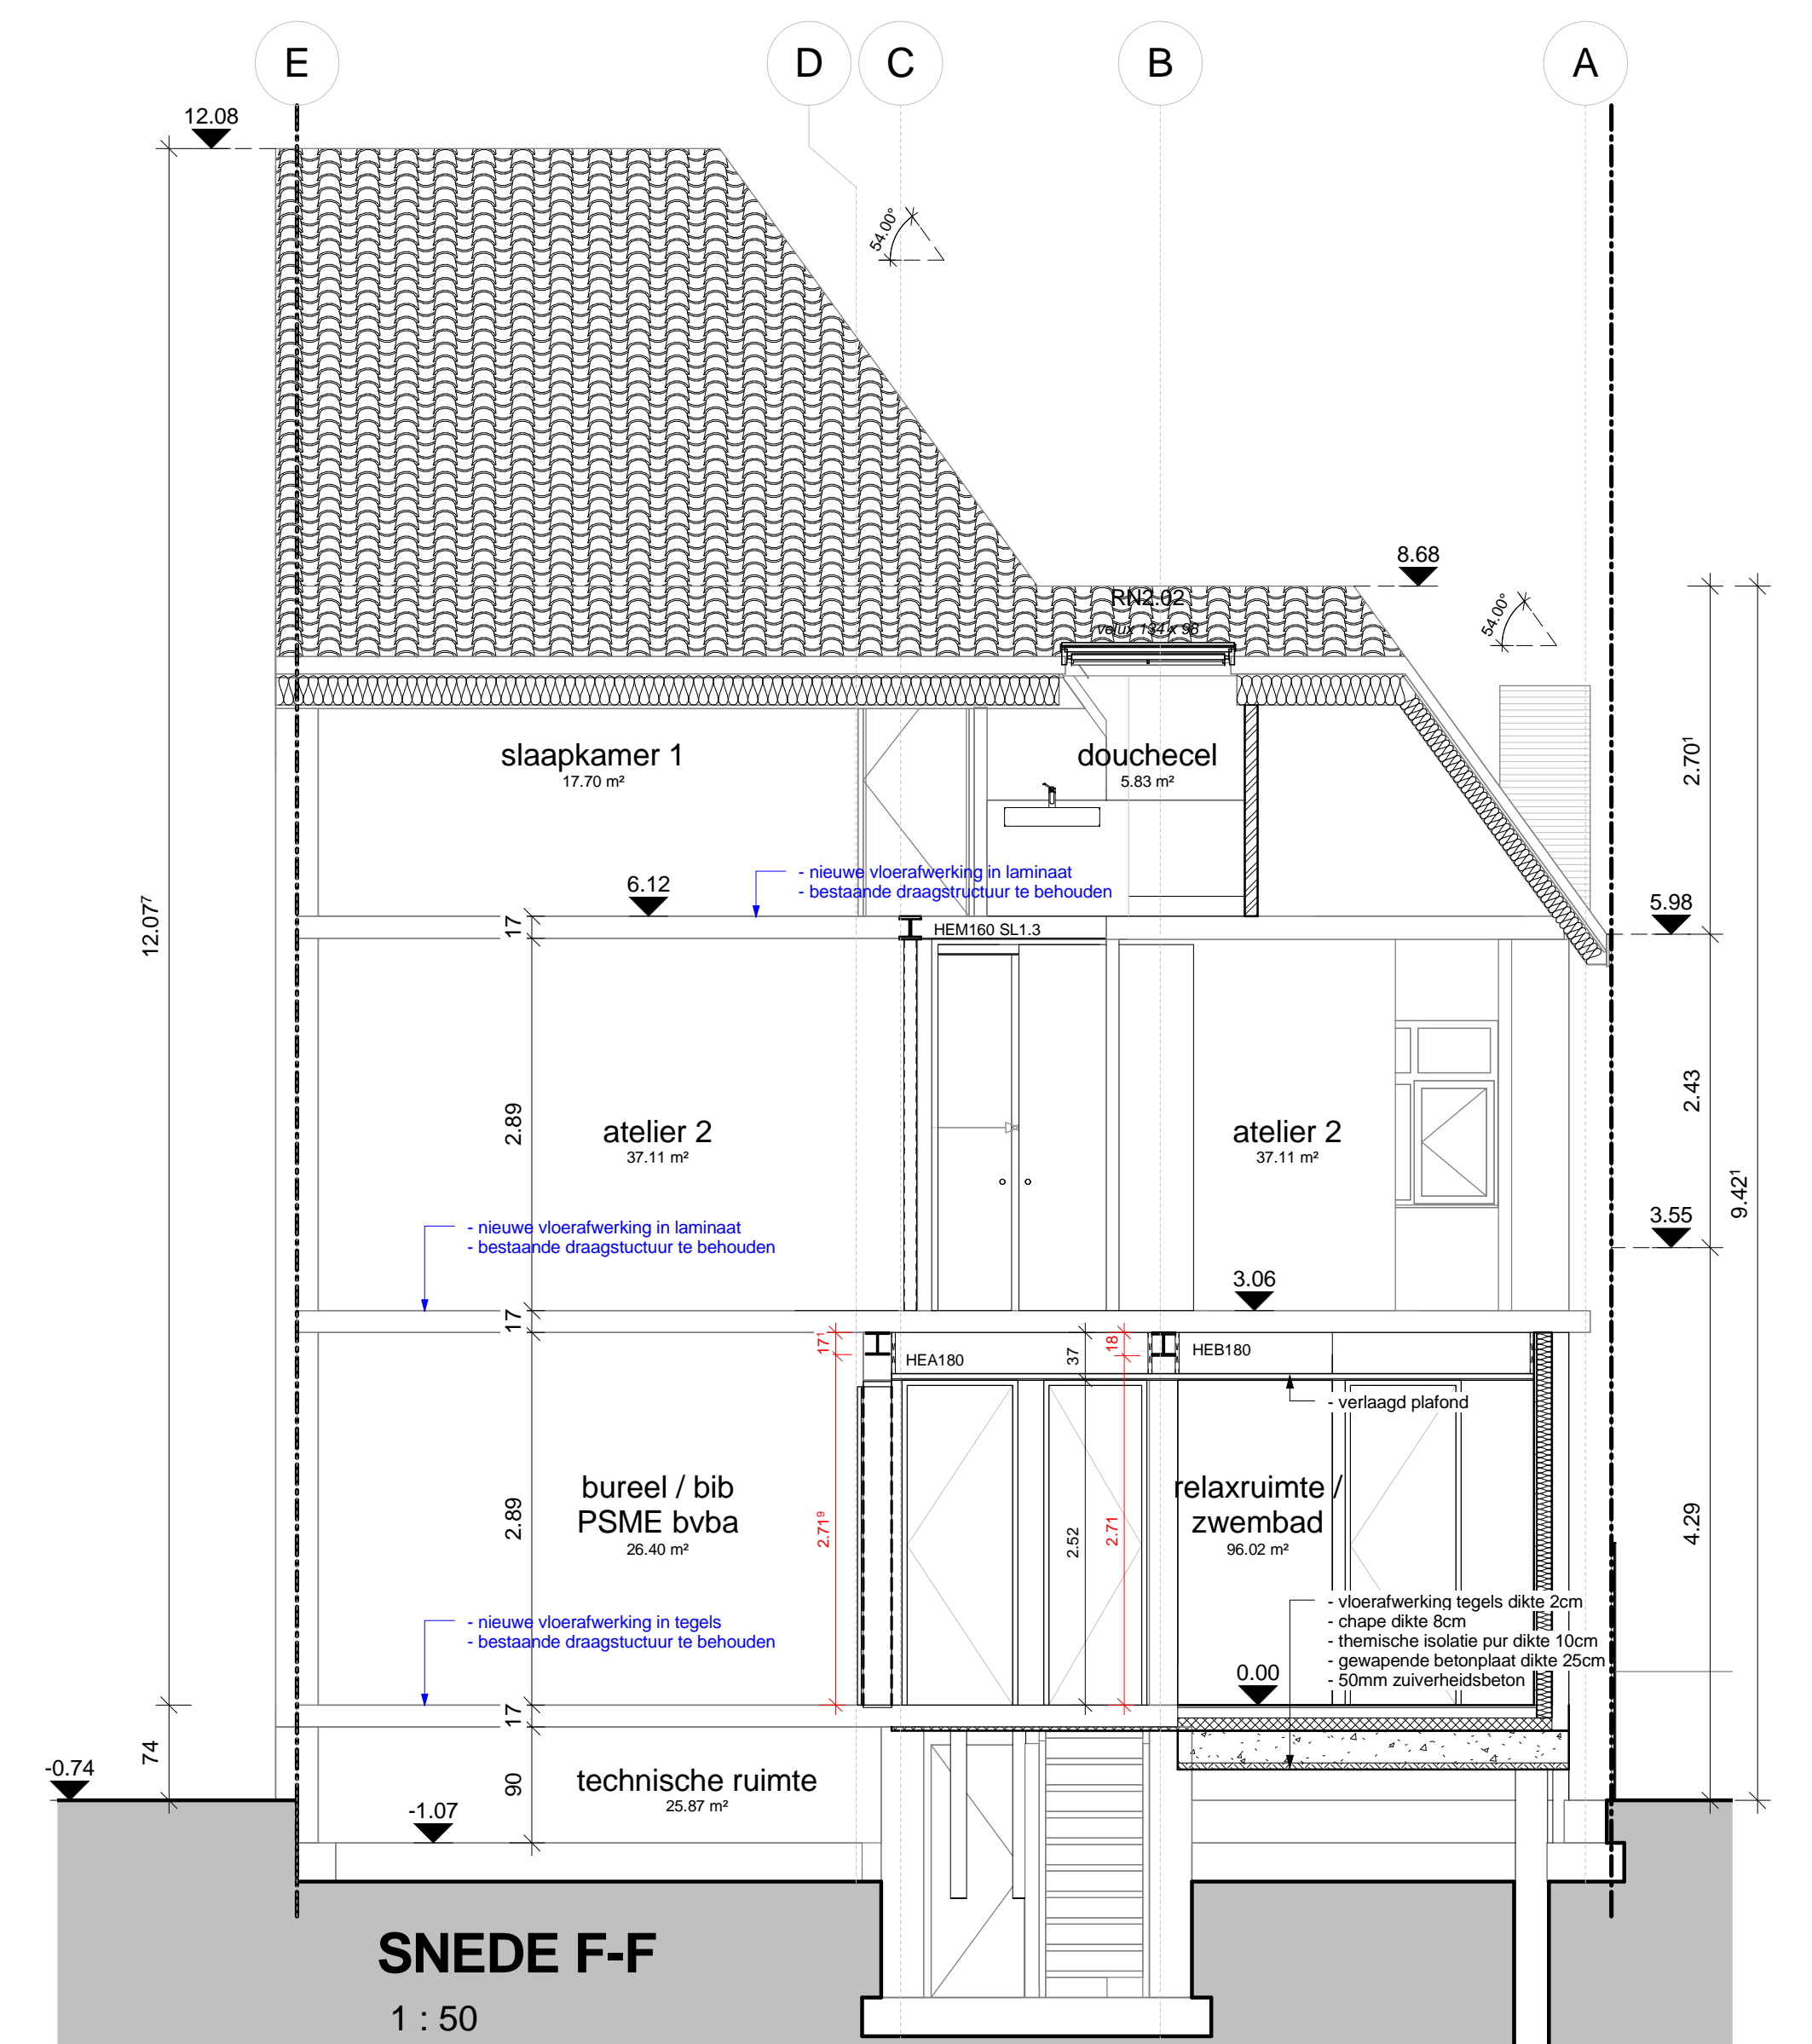 E
D
C
B
A
12.08
54.00°
8.68
RN2.02
velux 134 x 98
54.00°
slaapkamer 1
17.70 m²
douchecel
5.83 m²
2.70¹
- nieuwe vloerafwerking in laminaat
- bestaande draagstructuur te behouden
6.12
5.98
12.07⁷
17
HEM160 SL1.3
2.89
atelier 2
37.11 m²
atelier 2
37.11 m²
2.43
9.42¹
3.55
- nieuwe vloerafwerking in laminaat
- bestaande draagstuctuur te behouden
3.06
17
17¹
HEA180
37
18
HEB180
- verlaagd plafond
bureel / bib
PSME bvba
26.40 m²
2.89
2.71⁹
2.52
2.71
relaxruimte /
zwembad
96.02 m²
4.29
- nieuwe vloerafwerking in tegels
- bestaande draagstuctuur te behouden
- vloerafwerking tegels dikte 2cm
- chape dikte 8cm
- themische isolatie pur dikte 10cm
- gewapende betonplaat dikte 25cm
- 50mm zuiverheidsbeton
0.00
17
74
-0.74
90
technische ruimte
25.87 m²
-1.07
SNEDE F-F
1 : 50